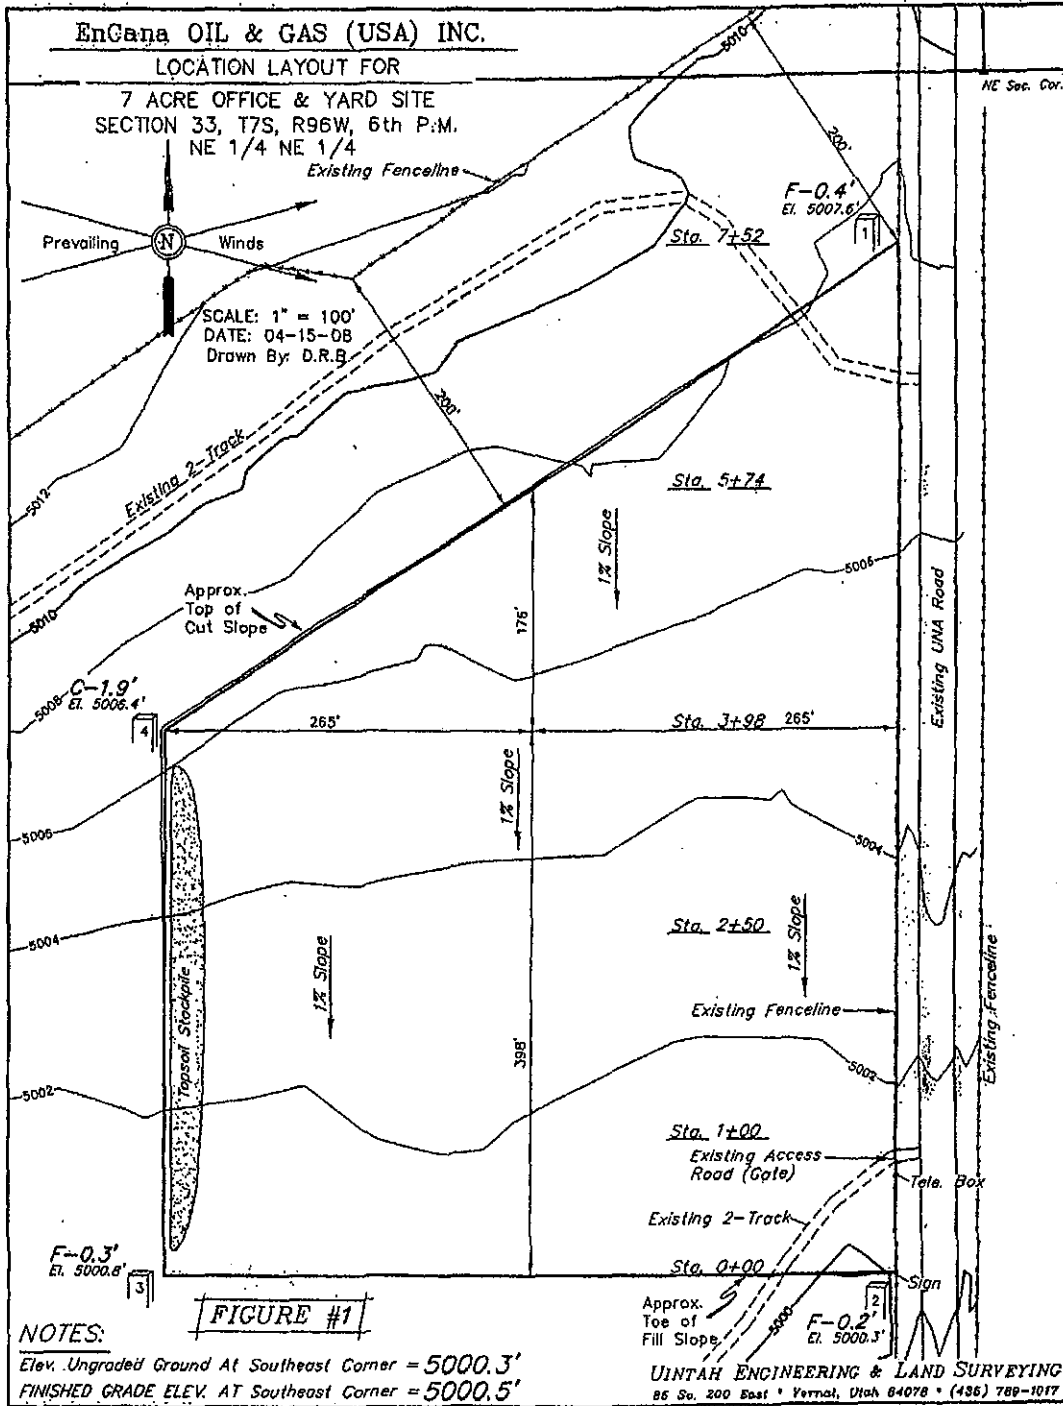 EnCana OIL & GAS (USA) INC.
LOCATION LAYOUT FOR
7 ACRE OFFICE & YARD SITE
SECTION 33, T7S, R96W, 6th P.M.
NE 1/4 NE 1/4
NE Sec. Cor.
5010
200'
Existing Fenceline
F-0.4'
El. 5007.6'
1
Sta. 7+52
Prevailing
N
Winds
SCALE: 1" = 100'
DATE: 04-15-08
Drawn By: D.R.B.
200'
Existing 2-Track
5012
Sta. 5+74
1% Slope
5006
Existing UNA Road
Approx.
Top of
Cut Slope
5010
176'
C-1.9'
El. 5006.4'
5008
4
265'
Sta. 3+98
265'
1% Slope
5006
5004
5004
Sta. 2+50
1% Slope
1% Slope
Topsoil Stockpile
Existing Fenceline
Existing Fenceline
398'
5002
5002
Sta. 1+00
Existing Access
Road (Gate)
Tele. Box
Existing 2-Track
F-0.3'
El. 5000.8'
3
Sta. 0+00
Sign
2
Approx.
Toe of
Fill Slope
5000
F-0.2'
El. 5000.3'
FIGURE #1
NOTES:
Elev. Ungraded Ground At Southeast Corner = 5000.3'
FINISHED GRADE ELEV. AT Southeast Corner = 5000.5'
UINTAH ENGINEERING & LAND SURVEYING
85 So. 200 East * Vernal, Utah 84078 * (435) 789-1017